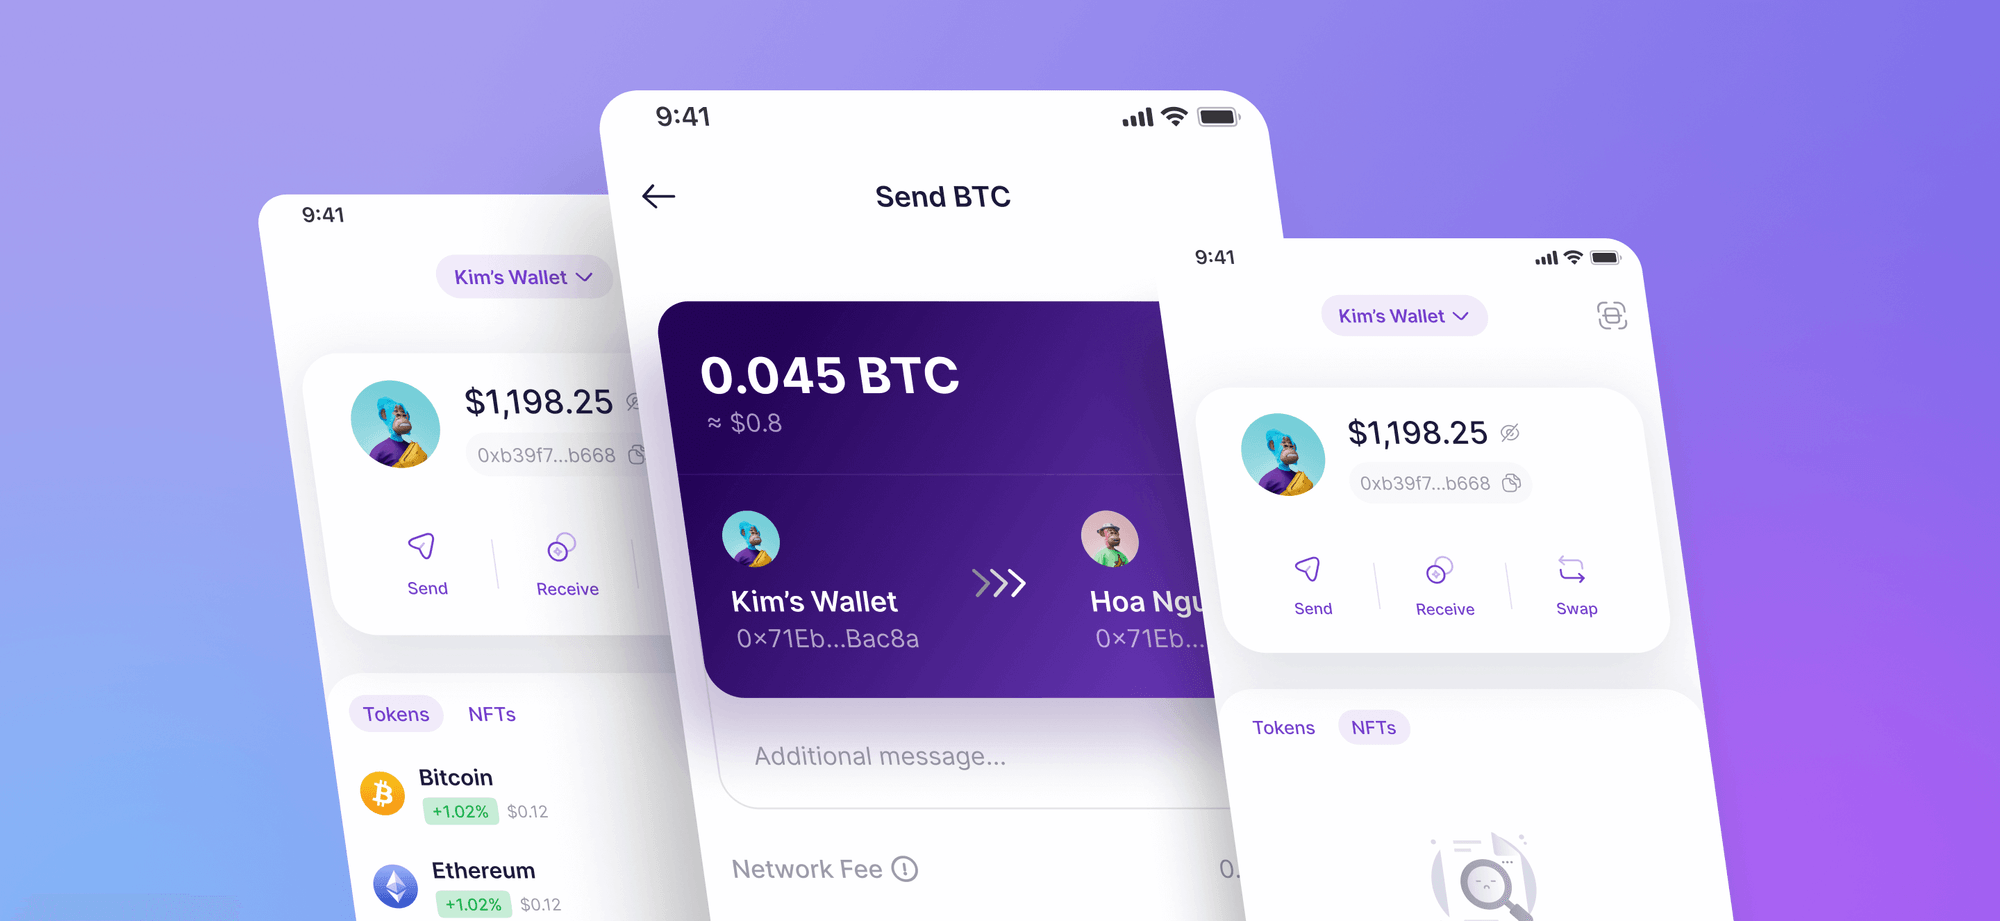 9:41
Kim's Wallet
$1,198.25
0xb39f7...b668
Send
Receive
Tokens
NFTs
Bitcoin
+1.02% $0.12
Ethereum
+1.02% $0.12
9:41
Send BTC
0.045 BTC
≈ $0.8
Kim's Wallet
0×71Eb...Bac8a
Hoa Ngu
0×71Eb...
Additional message...
Network Fee
0.
9:41
Kim's Wallet
$1,198.25
0xb39f7...b668
Send
Receive
Swap
Tokens
NFTs